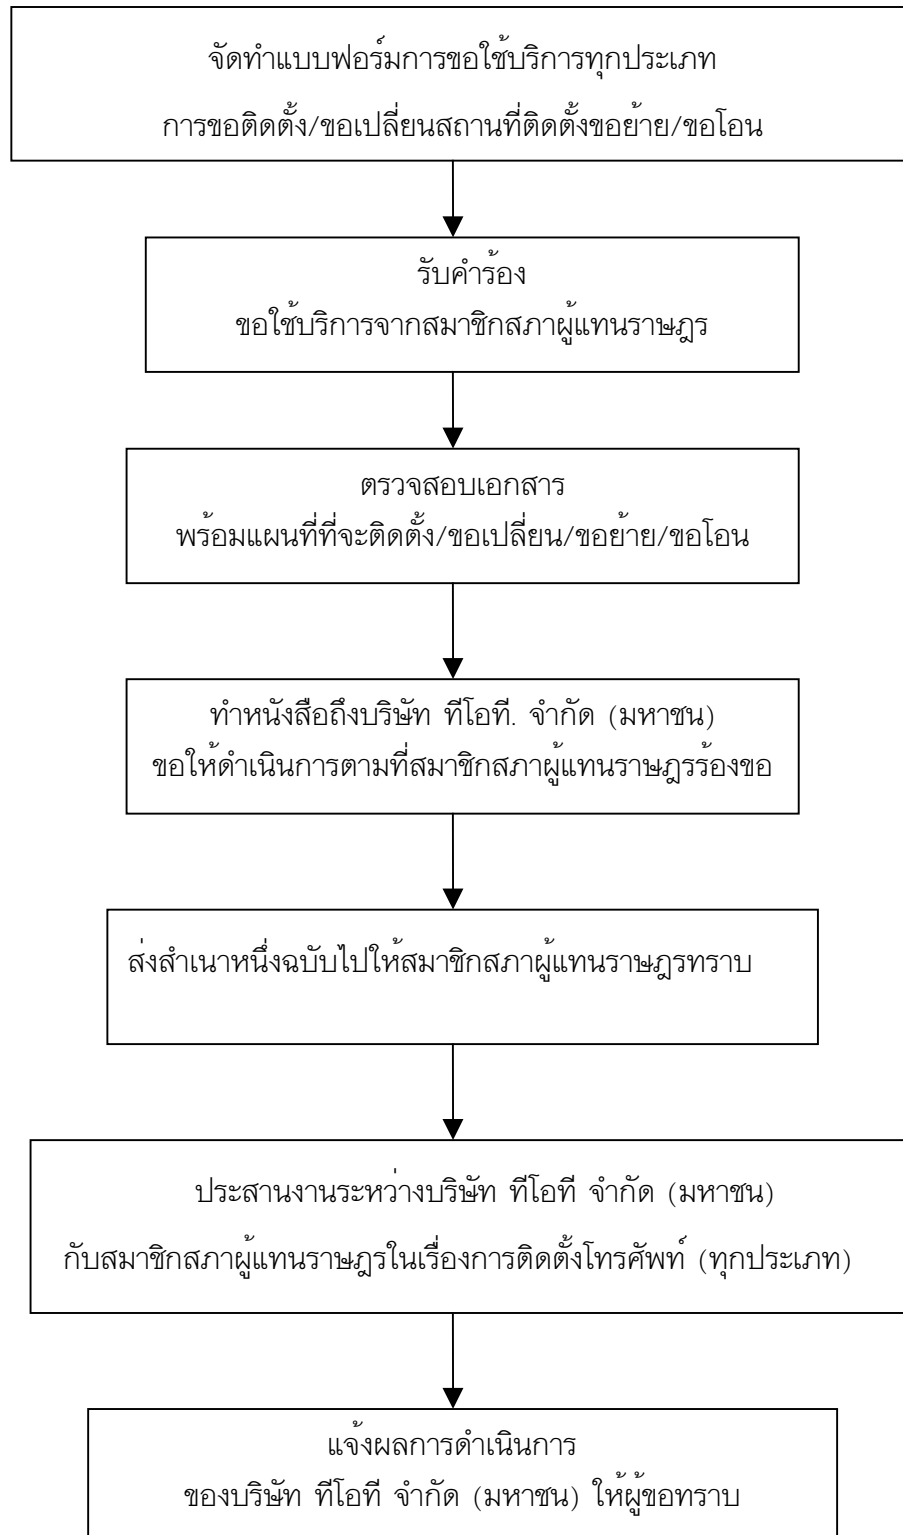 จัดทำแบบฟอร์มการขอใช้บริการทุกประเภท
การขอติดตั้ง/ขอเปลี่ยนสถานที่ติดตั้งขอย้าย/ขอโอน
รับคำร้อง
ขอใช้บริการจากสมาชิกสภาผู้แทนราษฎร
ตรวจสอบเอกสาร
พร้อมแผนที่ที่จะติดตั้ง/ขอเปลี่ยน/ขอย้าย/ขอโอน
ทำหนังสือถึงบริษัท ทีโอที. จำกัด (มหาชน)
ขอให้ดำเนินการตามที่สมาชิกสภาผู้แทนราษฎรร้องขอ
ส่งสำเนาหนึ่งฉบับไปให้สมาชิกสภาผู้แทนราษฎรทราบ
ประสานงานระหว่างบริษัท ทีโอที จำกัด (มหาชน)
กับสมาชิกสภาผู้แทนราษฎรในเรื่องการติดตั้งโทรศัพท์ (ทุกประเภท)
แจ้งผลการดำเนินการ
ของบริษัท ทีโอที จำกัด (มหาชน) ให้ผู้ขอทราบ